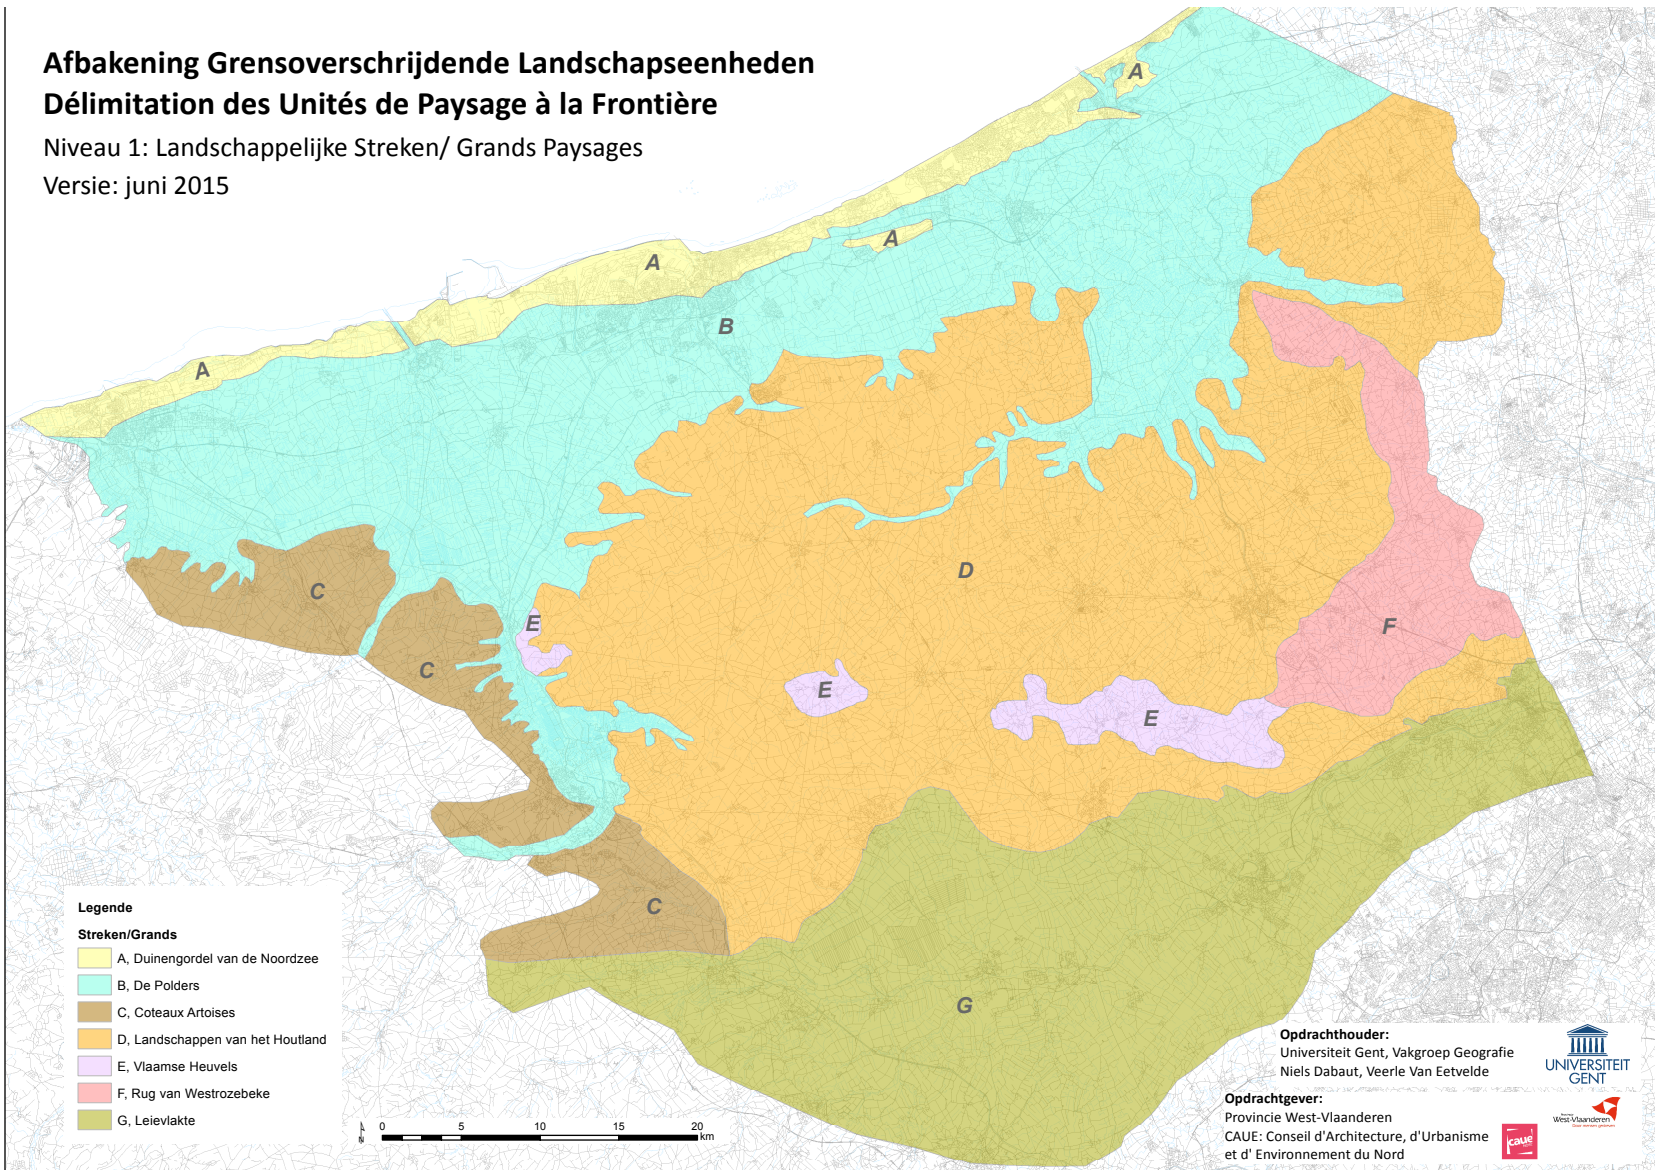 Afbakening Grensoverschrijdende Landschapseenheden
Délimitation des Unités de Paysage à la Frontière
Niveau 1: Landschappelijke Streken/ Grands Paysages
Versie: juni 2015
A
A
A
A
B
C
C
C
D
E
E
E
F
G
Legende
Streken/Grands
A, Duinengordel van de Noordzee
B, De Polders
C, Coteaux Artoises
D, Landschappen van het Houtland
E, Vlaamse Heuvels
F, Rug van Westrozebeke
G, Leievlakte
N
0 5 10 15 20
km
Opdrachthouder:
Universiteit Gent, Vakgroep Geografie
Niels Dabaut, Veerle Van Eetvelde
UNIVERSITEIT
GENT
Opdrachtgever:
Provincie West-Vlaanderen
CAUE: Conseil d'Architecture, d'Urbanisme
et d' Environnement du Nord
caue
West-Vlaanderen